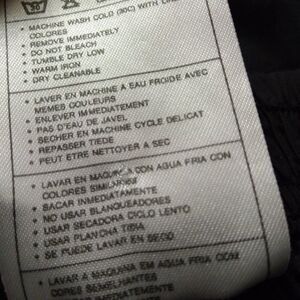 30
• MACHINE WASH COLD (30C) WITH LIKE
COLORES
• REMOVE IMMEDIATELY
• DO NOT BLEACH
• TUMBLE DRY LOW
• WARM IRON
• DRY CLEANABLE
• LAVER EN MACHINE A EAU FROIDE AVEC
MEMES COULEURS
• ENLEVER IMMEDIATEMENT
• PAS D'EAU DE JAVEL
• SECHER EN MACHINE CYCLE DELICAT
• REPASSER TIEDE
• PEUT ETRE NETTOYER A SEC
• LAVAR EN MAQUINA CON AGUA FRIA CON
COLORES SIMILARES
• SACAR INMEDIATAMENTE
• NO USAR BLANQUEADORES
• USAR SECADORA CICLO LENTO
• USAR PLANCHA TIBIA
• SE PUEDE LAVAR EN SECO
• LAVAR A MAQUINA EM AGUA FRIA COM
CORES SEMELHANTES
IMEDIATAMENTE